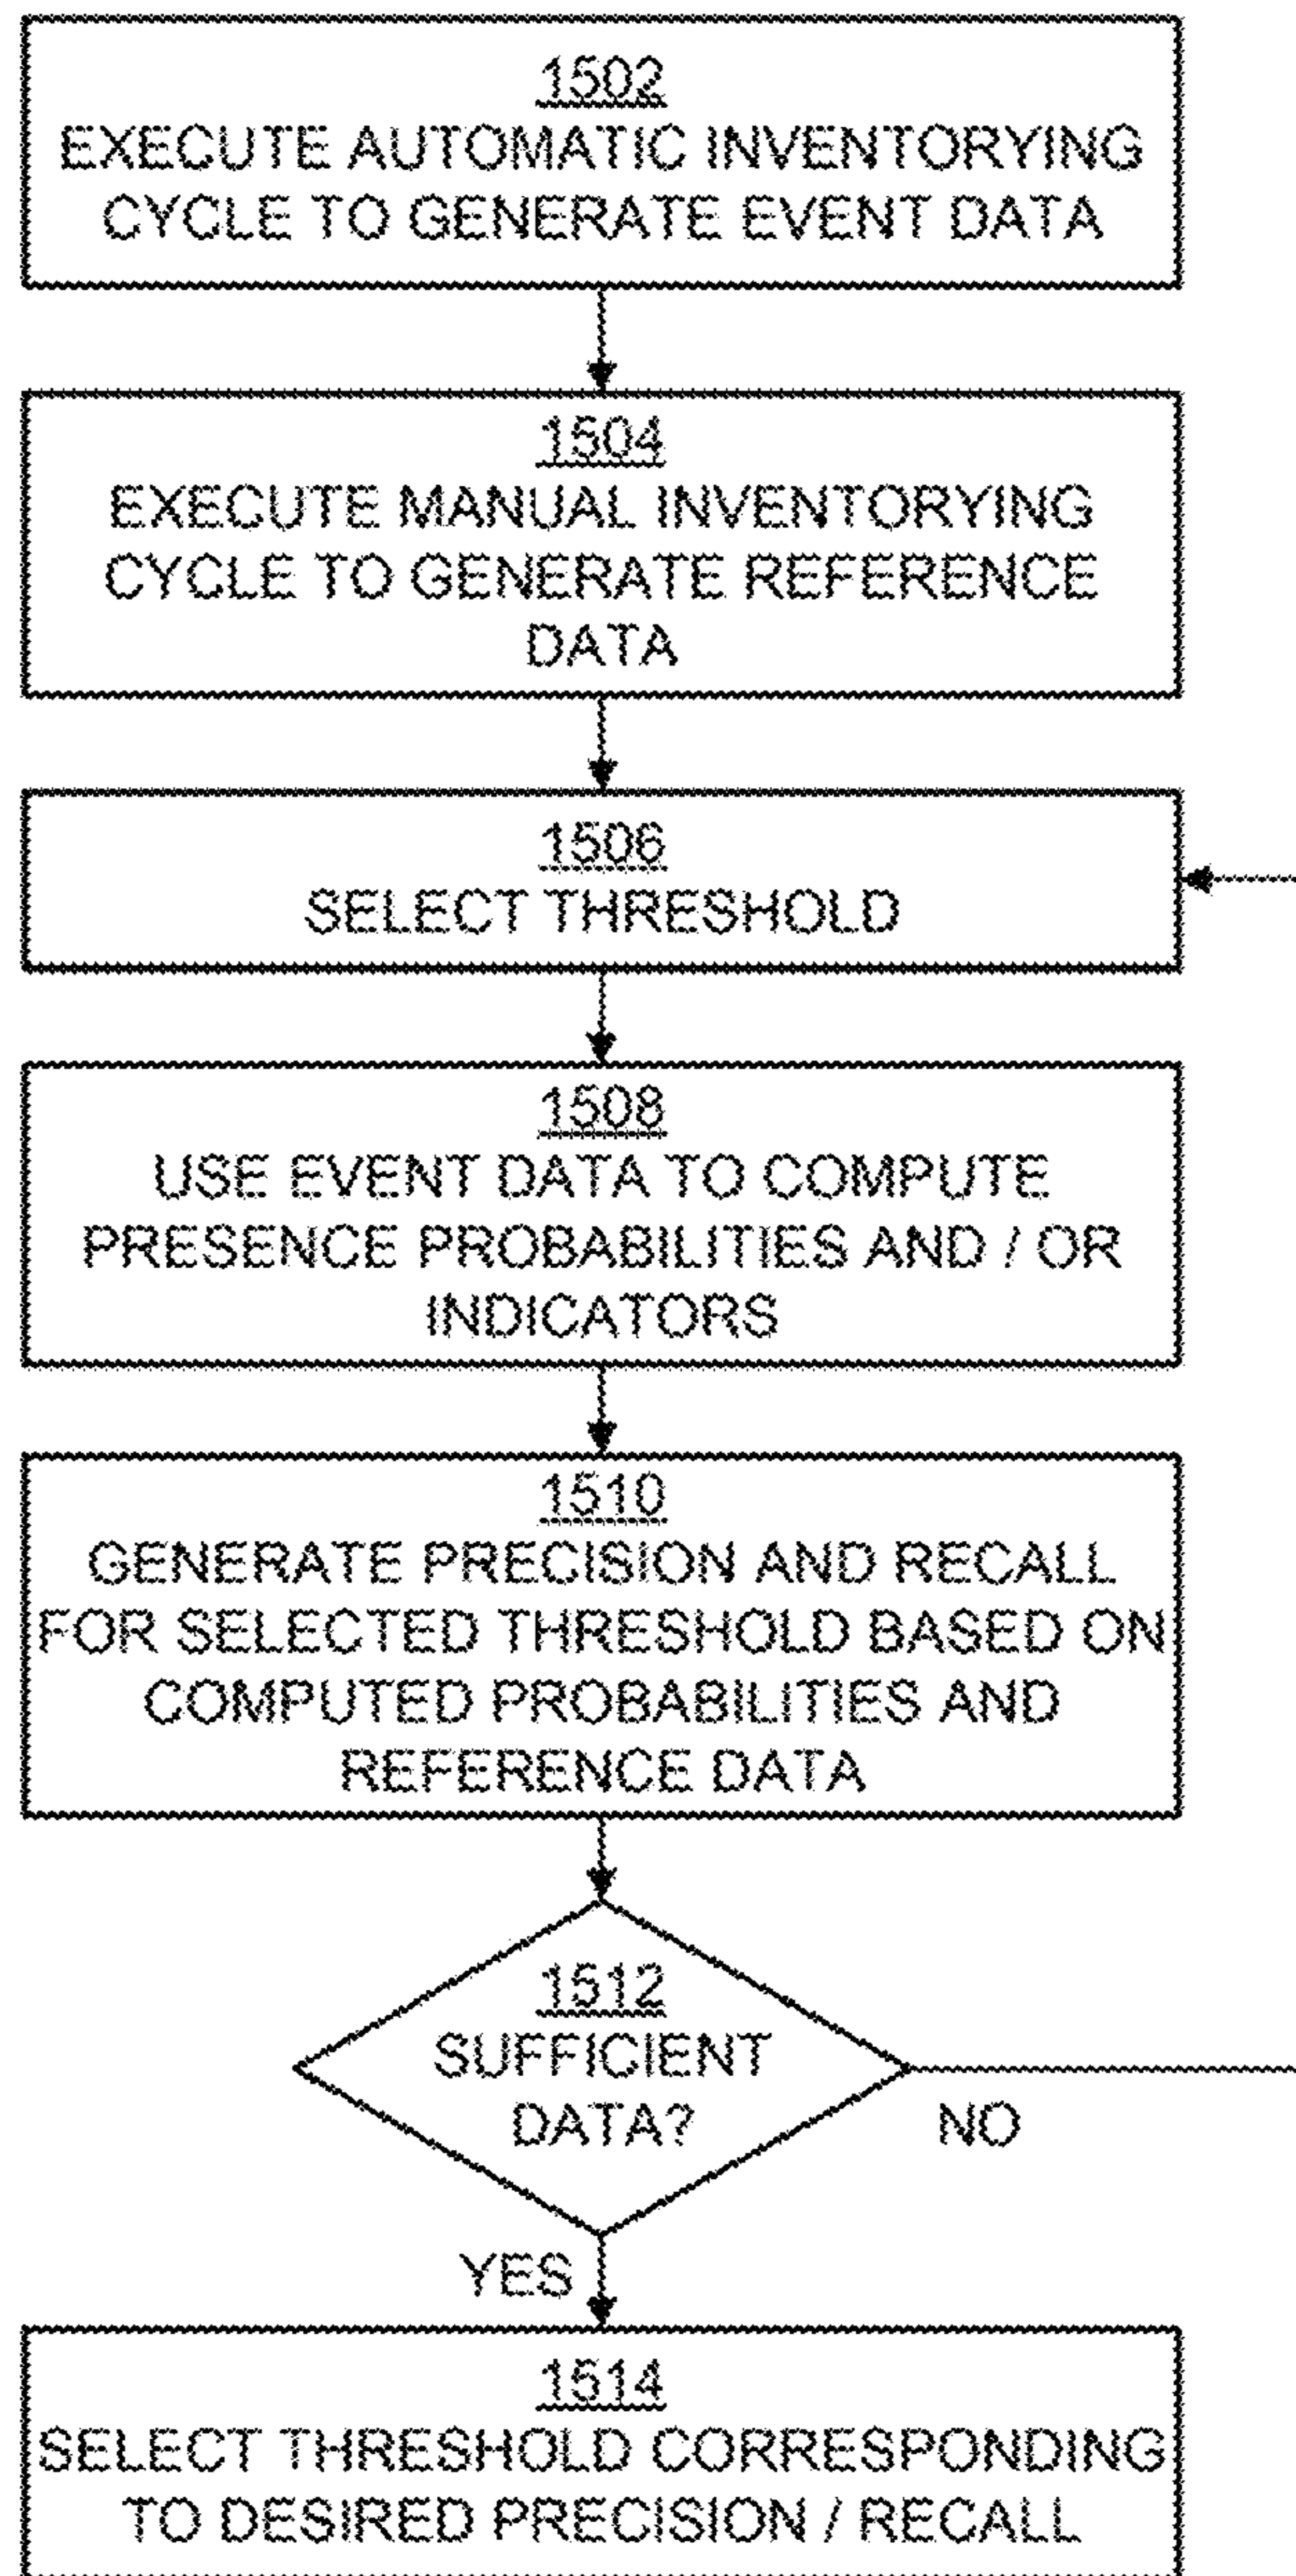 1502
EXECUTE AUTOMATIC INVENTORYING
CYCLE TO GENERATE EVENT DATA
1504
EXECUTE MANUAL INVENTORYING
CYCLE TO GENERATE REFERENCE
DATA
1506
SELECT THRESHOLD
1508
USE EVENT DATA TO COMPUTE
PRESENCE PROBABILITIES AND / OR
INDICATORS
1510
GENERATE PRECISION AND RECALL
FOR SELECTED THRESHOLD BASED ON
COMPUTED PROBABILITIES AND
REFERENCE DATA
1512
SUFFICIENT
DATA?
NO
YES
1514
SELECT THRESHOLD CORRESPONDING
TO DESIRED PRECISION / RECALL